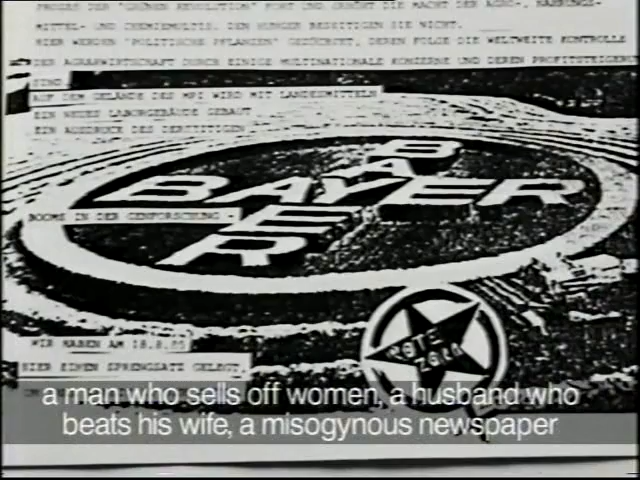 PROZEß DER "GRÜNEN REVOLUTION" FORT UND ERHÖHT DIE MACHT DER AGRO-, NAHRUNGS-
MITTEL- UND CHEMIEMULTIS. DEN HUNGER BESEITIGEN SIE NICHT.
HIER WERDEN "POLITISCHE PFLANZEN" GEZÜCHTET, DEREN FOLGE DIE WELTWEITE KONTROLLE
DER AGRARWIRTSCHAFT DURCH EINIGE MULTINATIONALE KONZERNE UND DEREN PROFITSTEIGERUNG
SIND.
AUF DEM GELÄNDE DES MPI WIRD MIT LANDESMITTELN
EIN NEUES LABORGEBÄUDE GEBAUT
EIN AUSDRUCK DES DERZEITIGEN
BAYER
BAYER
BOOMS IN DER GENFORSCHUNG.
ROTE
ZORA
WIR HABEN AM 18.8.85
HIER EINEN SPRENGSATZ GELEGT,
a man who sells off women, a husband who
beats his wife, a misogynous newspaper